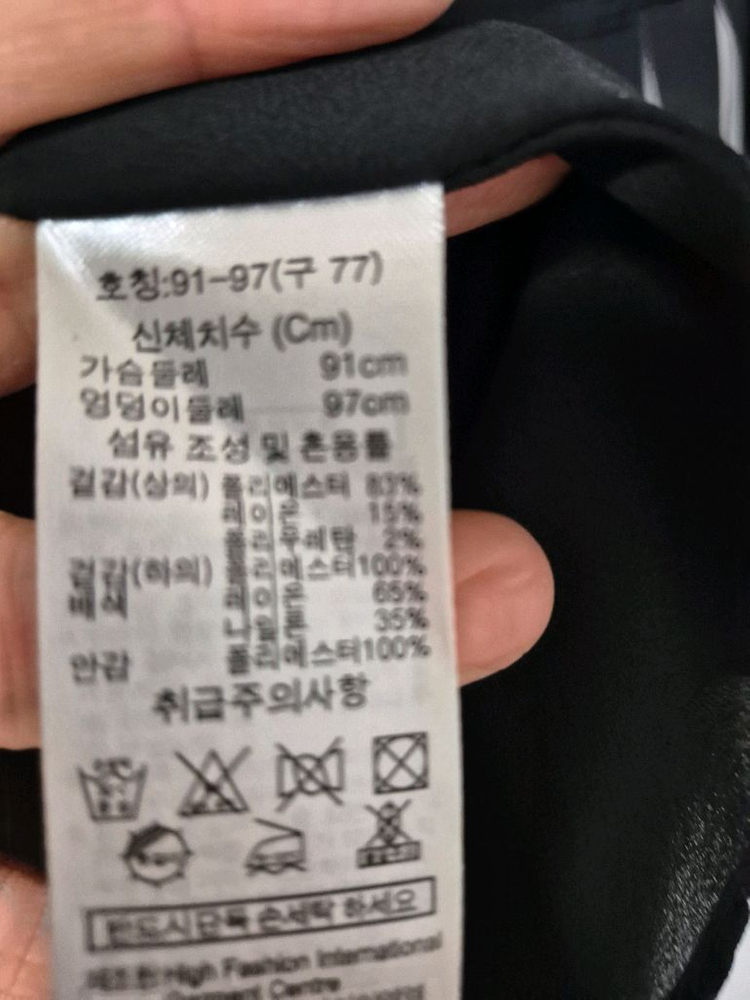 호칭:91-97(구 77)
신체치수 (Cm)
가슴둘레 91cm
엉덩이둘레 97cm
섬유 조성 및 혼용률
겉감(상의) 폴리에스터 83%
레이온 15%
폴리우레탄 2%
겉감(하의) 폴리에스터100%
배색 레이온 65%
나일론 35%
안감 폴리에스터100%
취급주의사항
반드시단독 손세탁 하세요
제조원:High Fashion International
Garment Centre